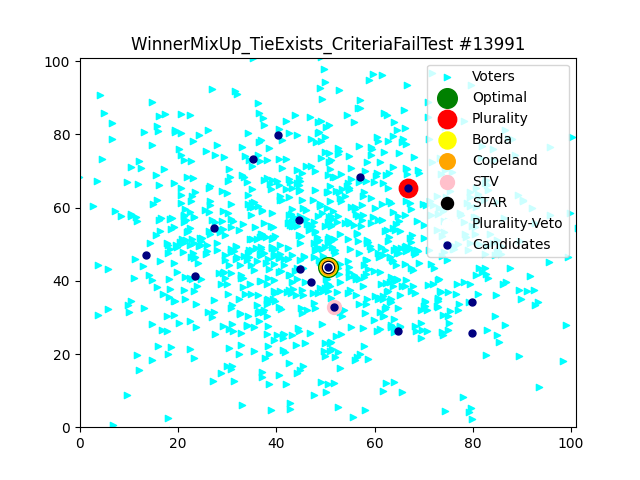 WinnerMixUp_TieExists_CriteriaFailTest #13991
Voters
Optimal
Plurality
Borda
Copeland
STV
STAR
Plurality-Veto
Candidates
100
80
60
40
20
0
0 20 40 60 80 100